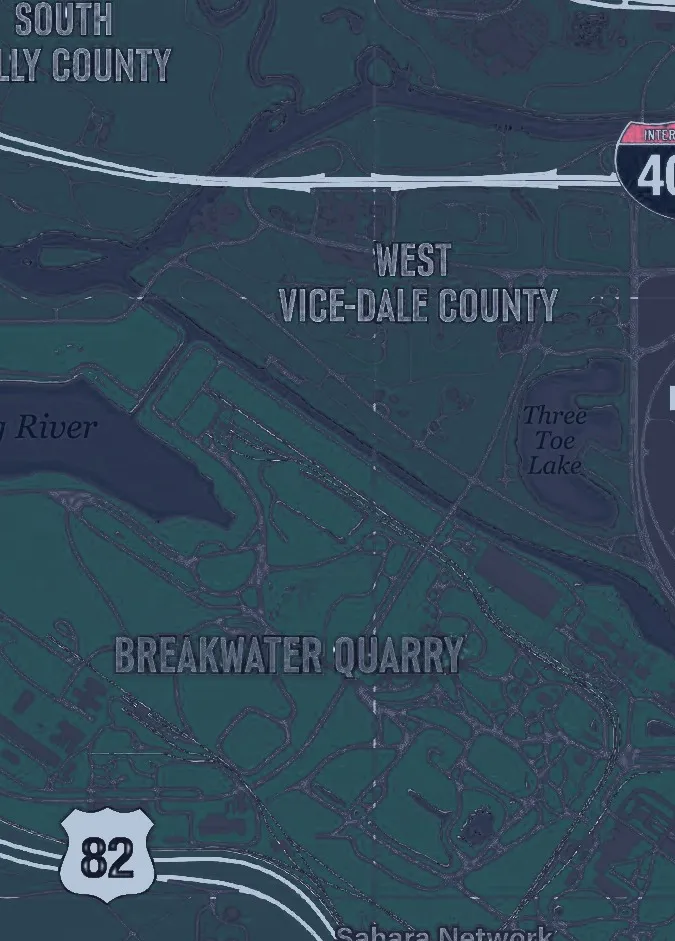 SOUTH
LLY COUNTY
INTER
40
WEST
VICE-DALE COUNTY
River
Three
Toe
Lake
BREAKWATER QUARRY
82
Sahara Network